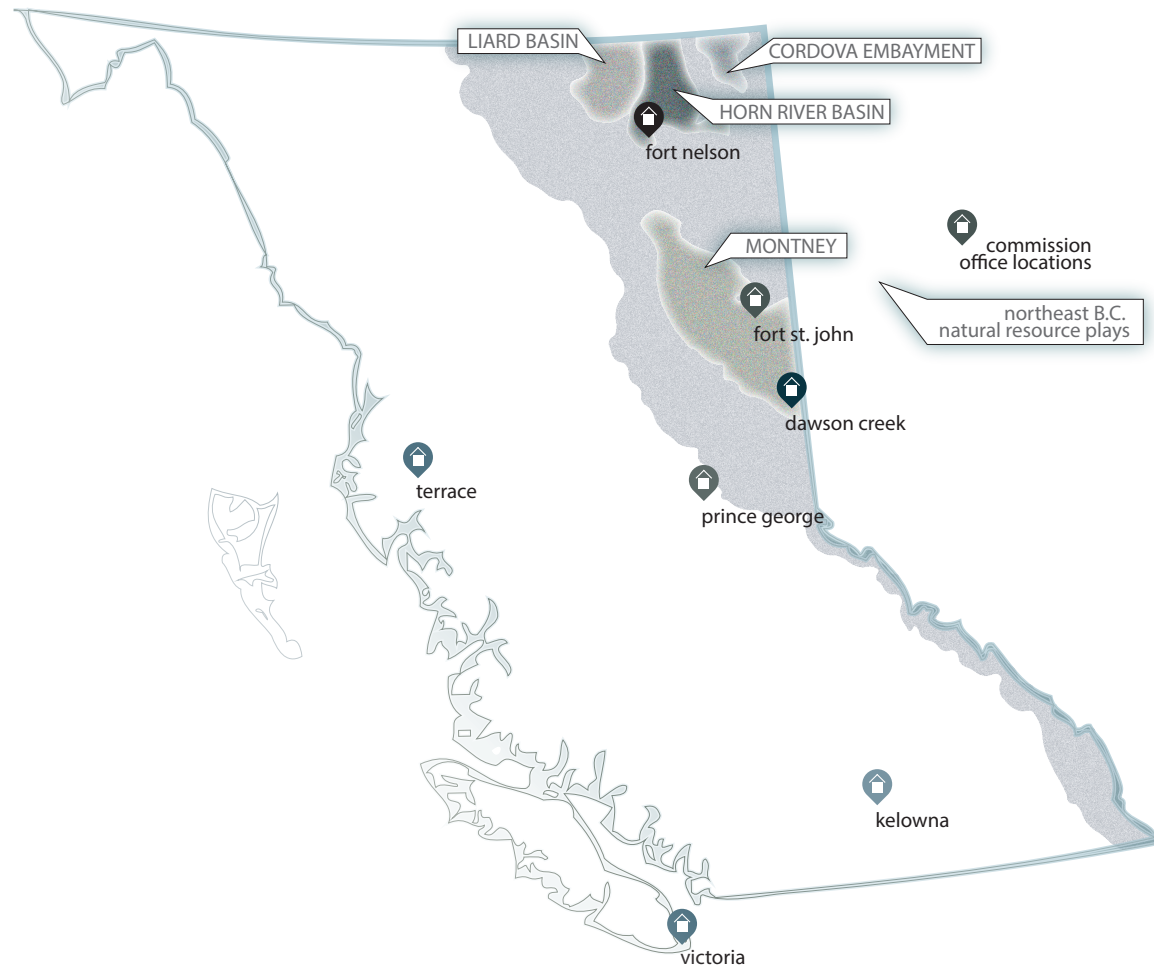 LIARD BASIN
CORDOVA EMBAYMENT
HORN RIVER BASIN
fort nelson
commission
office locations
MONTNEY
northeast B.C.
natural resource plays
fort st. john
dawson creek
terrace
prince george
kelowna
victoria